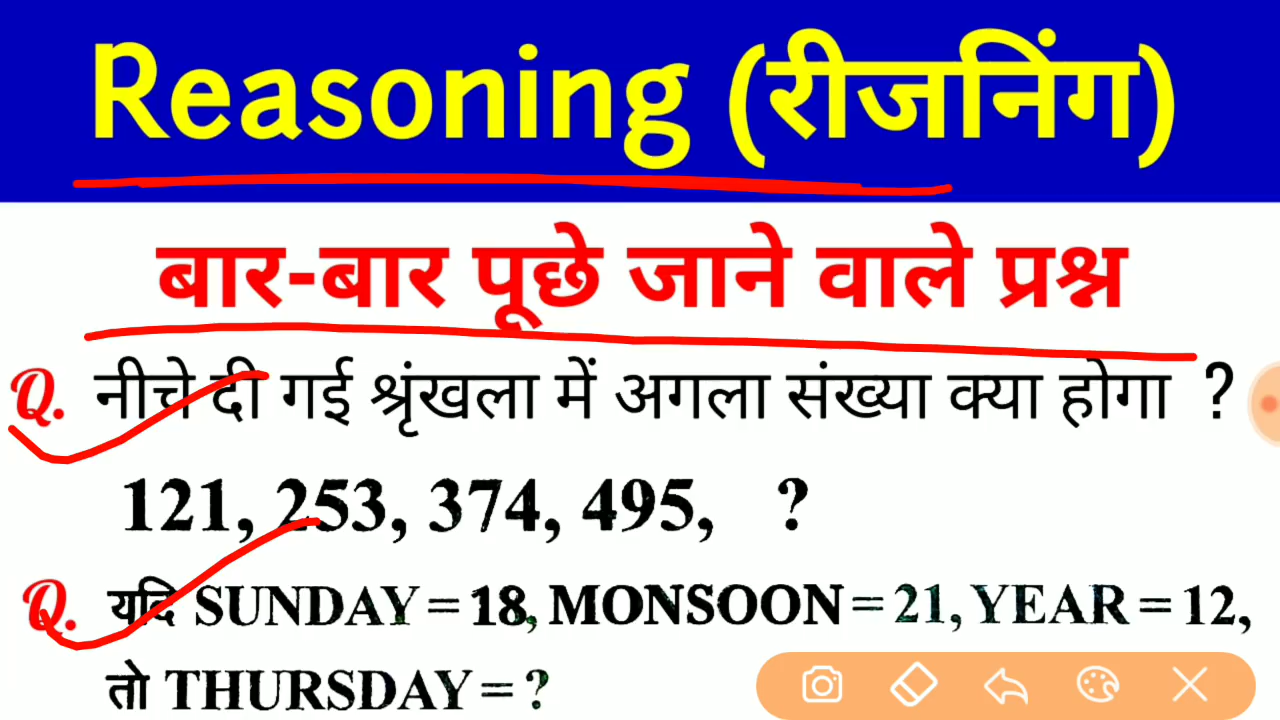 Reasoning (रीजनिंग)
बार-बार पूछे जाने वाले प्रश्न
Q. नीचे दी गई श्रृंखला में अगला संख्या क्या होगा ?
121, 253, 374, 495, ?
Q. यदि SUNDAY = 18, MONSOON = 21, YEAR = 12,
तो THURSDAY = ?